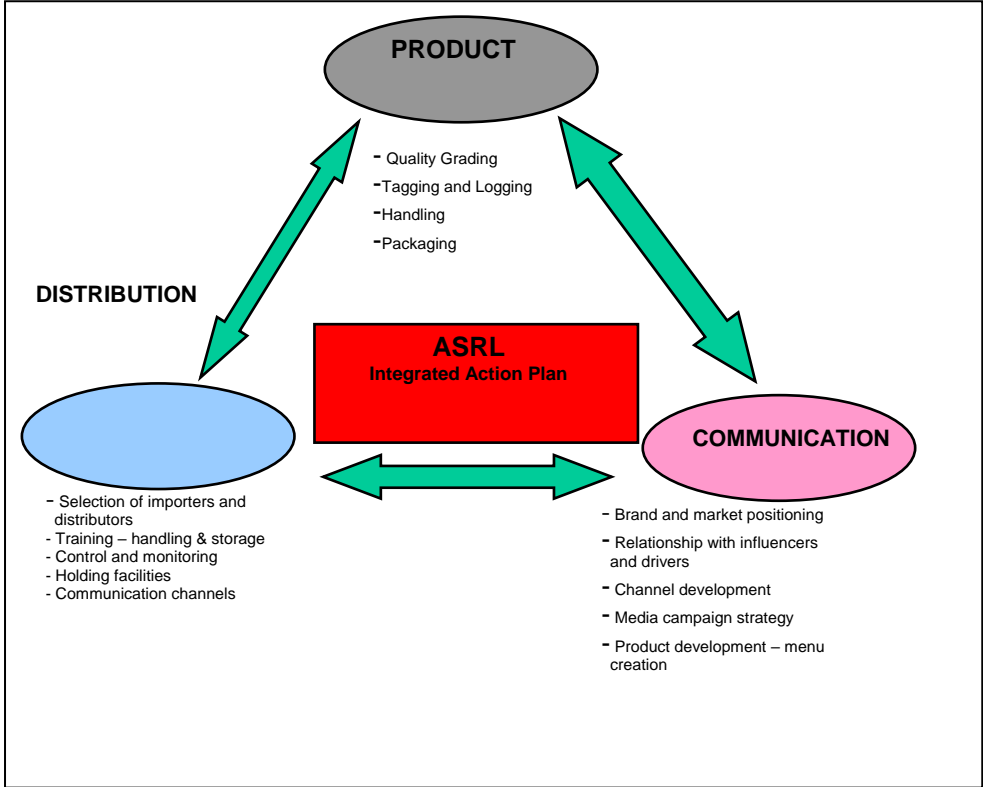 PRODUCT
- Quality Grading
-Tagging and Logging
-Handling
-Packaging
DISTRIBUTION
ASRL
Integrated Action Plan
COMMUNICATION
- Selection of importers and
distributors
- Training – handling & storage
- Control and monitoring
- Holding facilities
- Communication channels
- Brand and market positioning
- Relationship with influencers
and drivers
- Channel development
- Media campaign strategy
- Product development – menu
creation